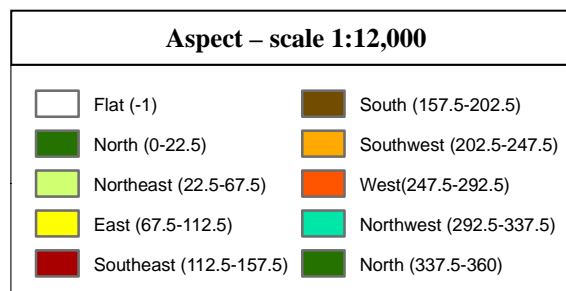 Aspect – scale 1:12,000
Flat (-1)
North (0-22.5)
Northeast (22.5-67.5)
East (67.5-112.5)
Southeast (112.5-157.5)
South (157.5-202.5)
Southwest (202.5-247.5)
West(247.5-292.5)
Northwest (292.5-337.5)
North (337.5-360)